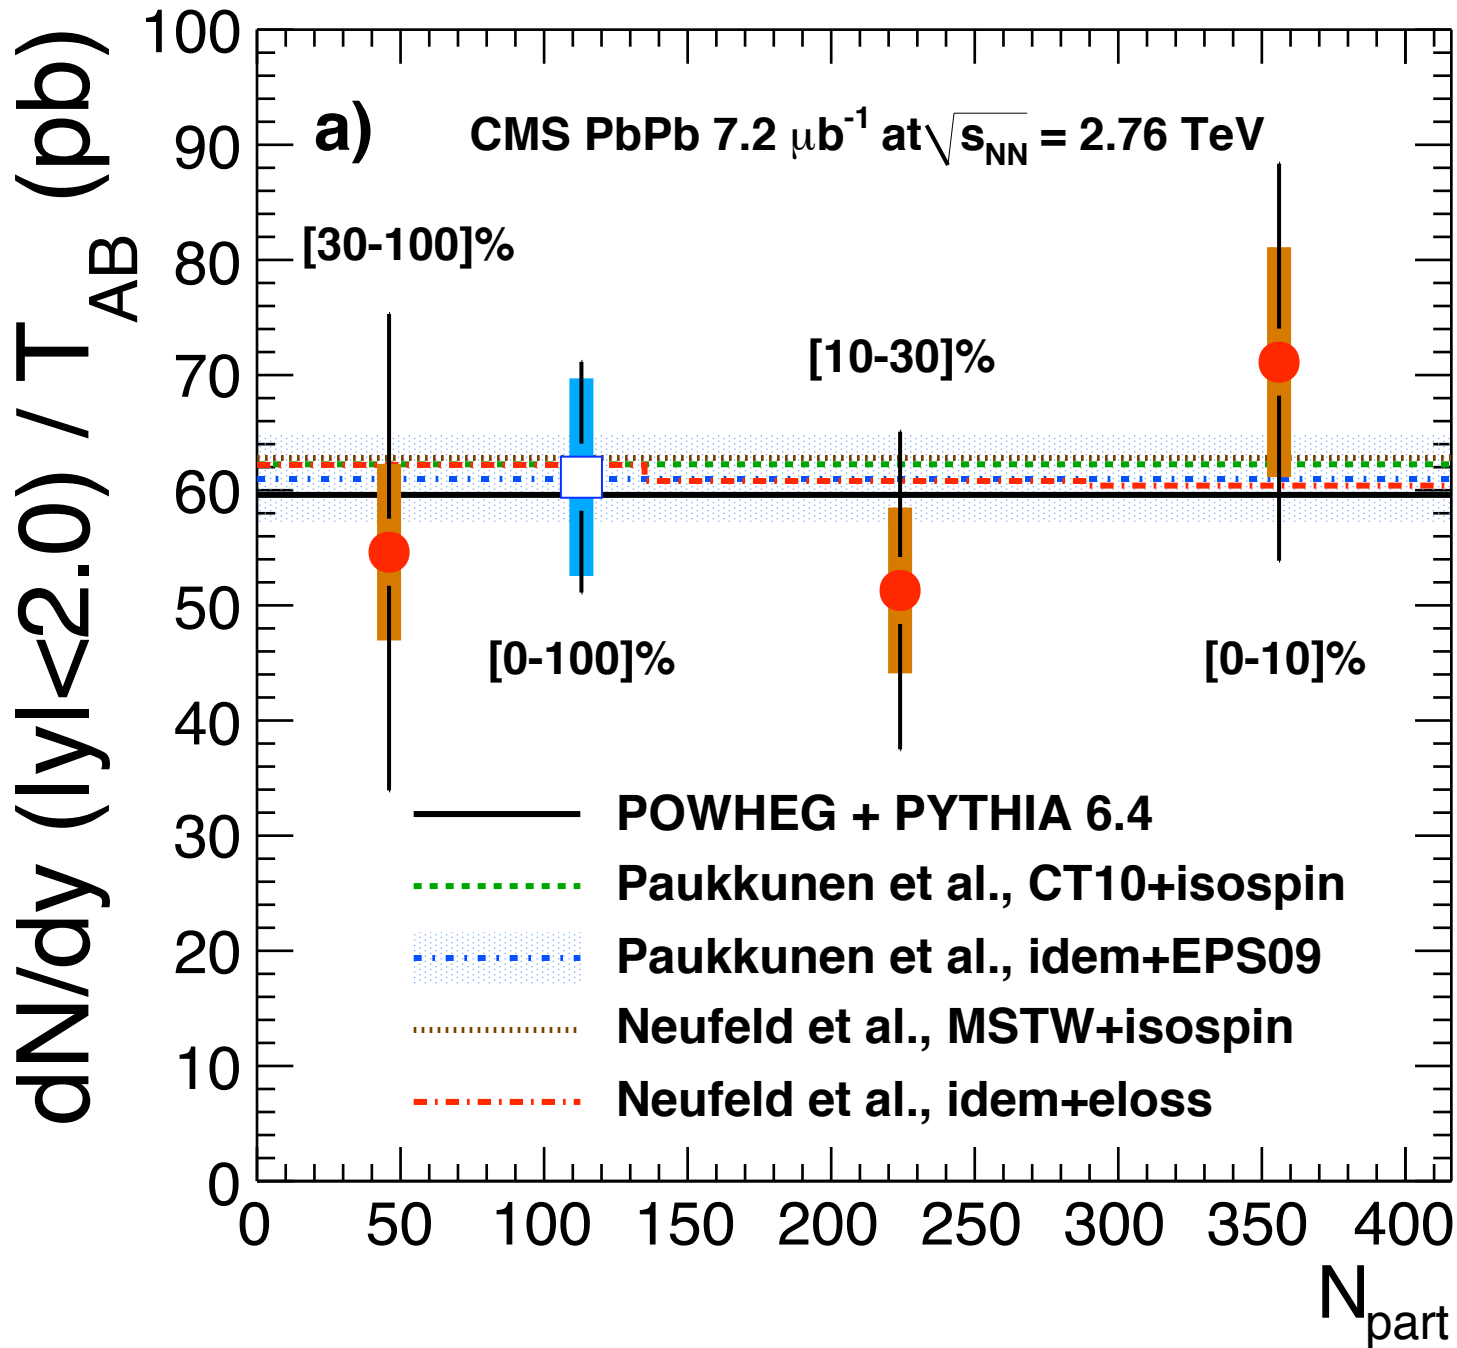 dN/dy (|y|<2.0) / T_AB (pb)
100
90
80
70
60
50
40
30
20
10
0
a) CMS PbPb 7.2 μb⁻¹ at √s_NN = 2.76 TeV
[30-100]%
[10-30]%
[0-100]%
[0-10]%
POWHEG + PYTHIA 6.4
Paukkunen et al., CT10+isospin
Paukkunen et al., idem+EPS09
Neufeld et al., MSTW+isospin
Neufeld et al., idem+eloss
0 50 100 150 200 250 300 350 400
N_part